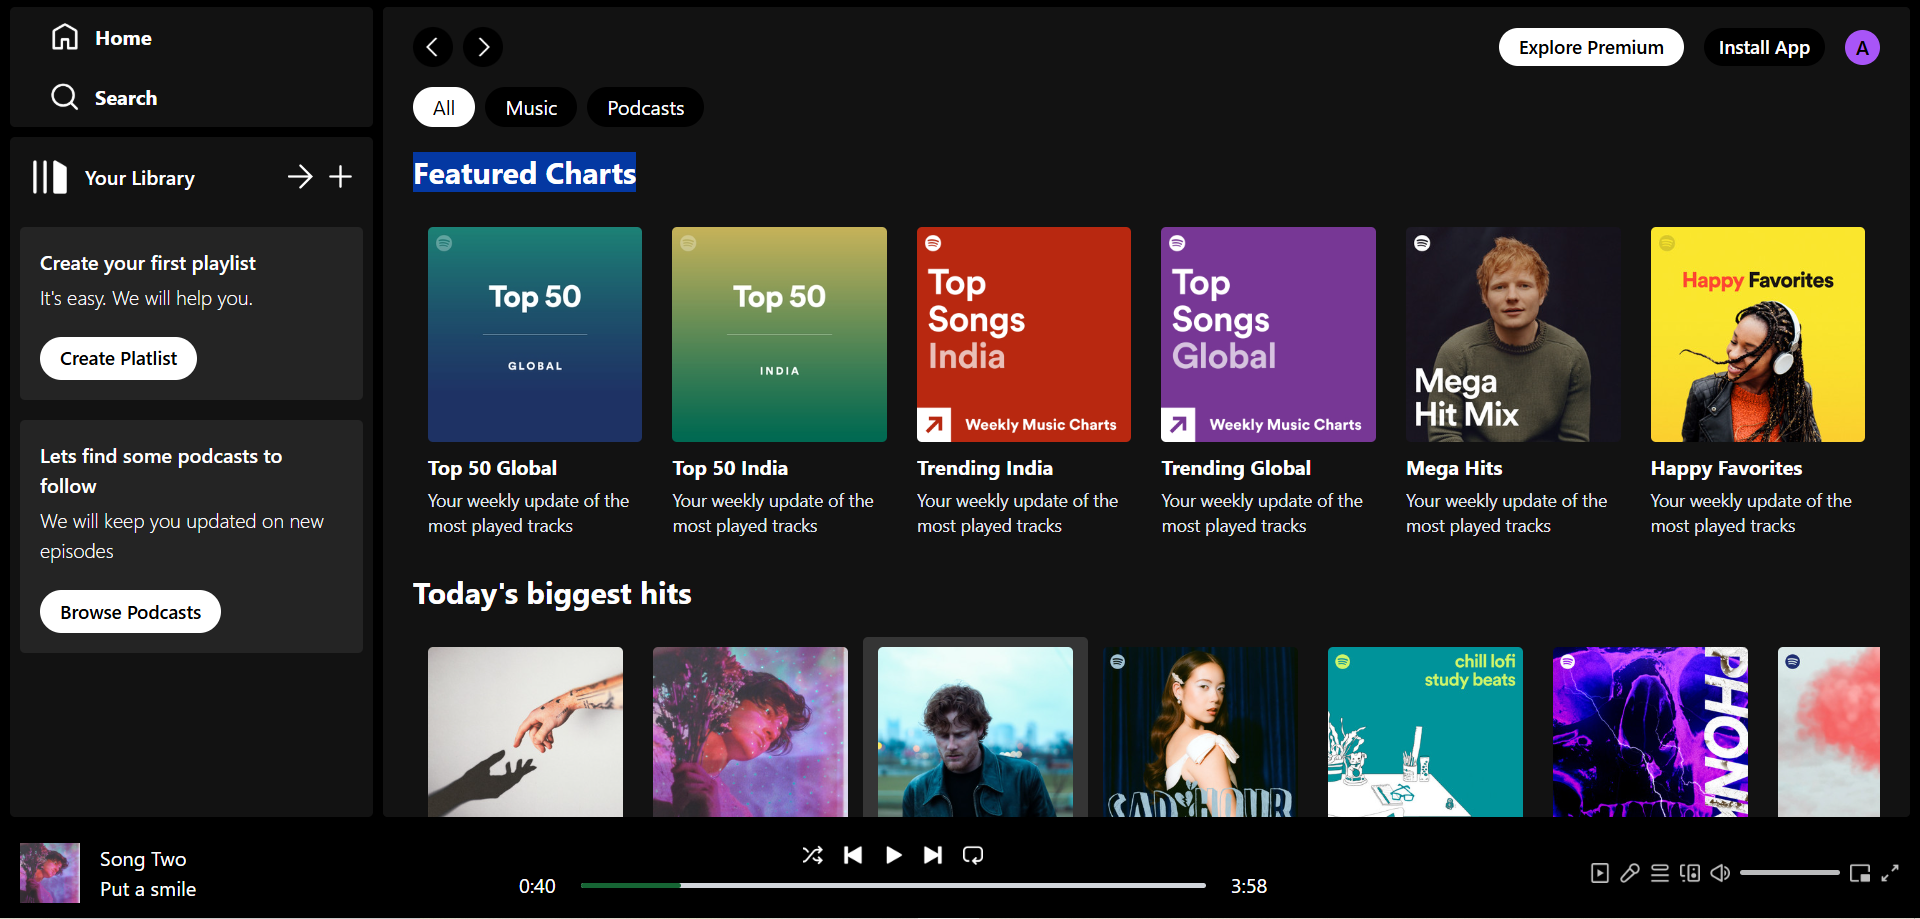 Home
Search
Your Library
Create your first playlist
It's easy. We will help you.
Create Platlist
Lets find some podcasts to
follow
We will keep you updated on new
episodes
Browse Podcasts
Explore Premium
Install App
A
All
Music
Podcasts
Featured Charts
Top 50
GLOBAL
Top 50 Global
Your weekly update of the
most played tracks
Top 50
INDIA
Top 50 India
Your weekly update of the
most played tracks
Top
Songs
India
Weekly Music Charts
Trending India
Your weekly update of the
most played tracks
Top
Songs
Global
Weekly Music Charts
Trending Global
Your weekly update of the
most played tracks
Mega
Hit Mix
Mega Hits
Your weekly update of the
most played tracks
Happy Favorites
Happy Favorites
Your weekly update of the
most played tracks
Today's biggest hits
SAD HOUR
chill lofi
study beats
Song Two
Put a smile
0:40
3:58